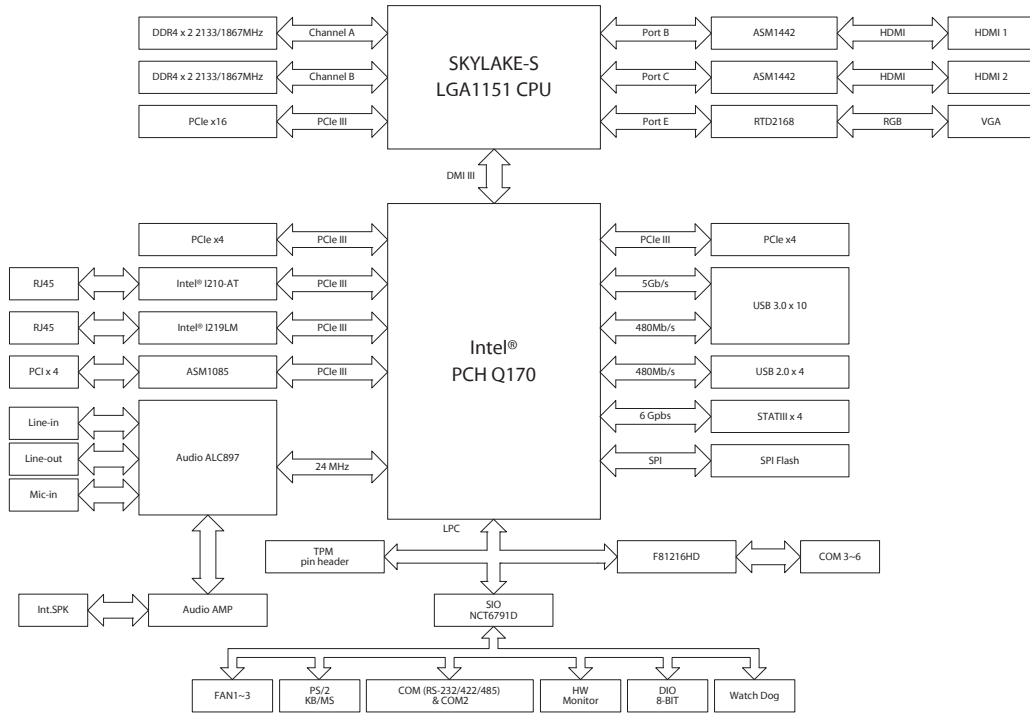 DDR4 x 2 2133/1867MHz
Channel A
SKYLAKE-S
LGA1151 CPU
Port B
ASM1442
HDMI
HDMI 1
DDR4 x 2 2133/1867MHz
Channel B
Port C
ASM1442
HDMI
HDMI 2
PCIe x16
PCIe III
Port E
RTD2168
RGB
VGA
DMI III
PCIe x4
PCIe III
Intel®
PCH Q170
PCIe III
PCIe x4
RJ45
Intel® I210-AT
PCIe III
5Gb/s
USB 3.0 x 10
RJ45
Intel® I219LM
PCIe III
480Mb/s
PCI x 4
ASM1085
PCIe III
480Mb/s
USB 2.0 x 4
Line-in
6 Gpbs
STATIII x 4
Line-out
Audio ALC897
24 MHz
SPI
SPI Flash
Mic-in
LPC
TPM
pin header
F81216HD
COM 3~6
Int.SPK
Audio AMP
SIO
NCT6791D
FAN1~3
PS/2
KB/MS
COM (RS-232/422/485)
& COM2
HW
Monitor
DIO
8-BIT
Watch Dog